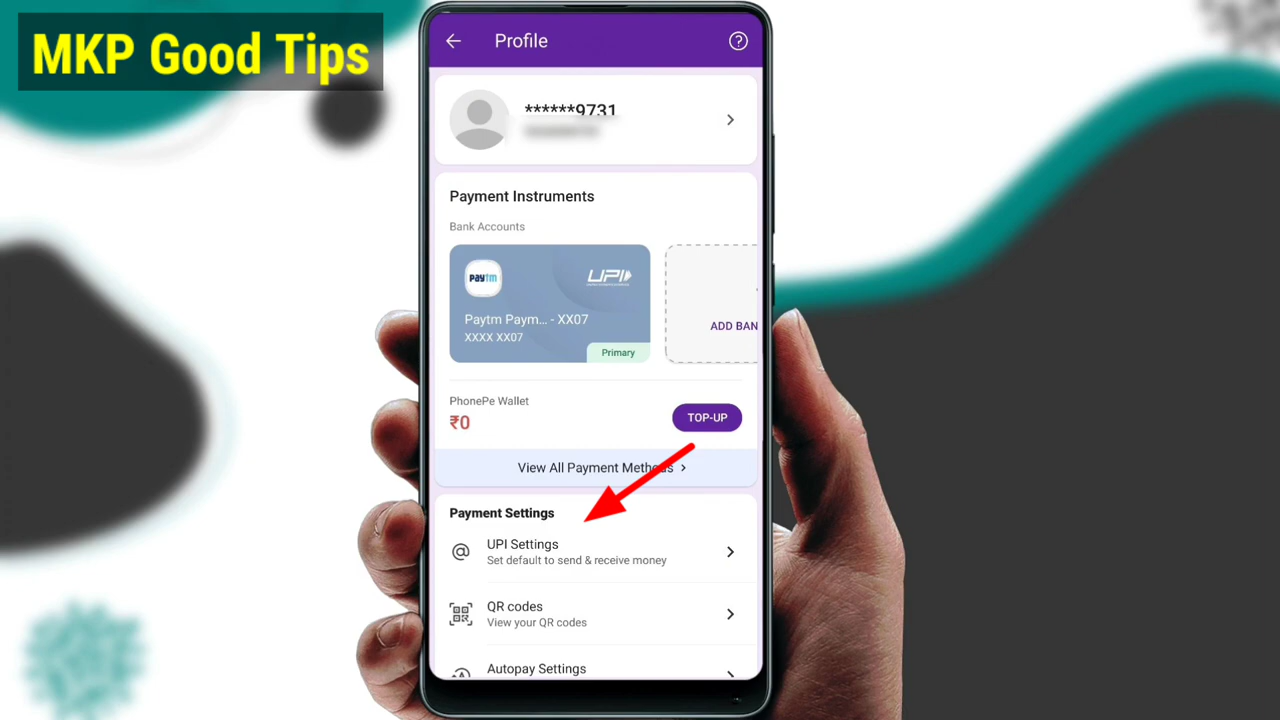 MKP Good Tips
Profile
******9731
Payment Instruments
Bank Accounts
paytm
UPI
Paytm Paym... - XX07
XXXX XX07
Primary
ADD BAN
PhonePe Wallet
₹0
TOP-UP
View All Payment Methods
Payment Settings
UPI Settings
Set default to send & receive money
QR codes
View your QR codes
Autopay Settings